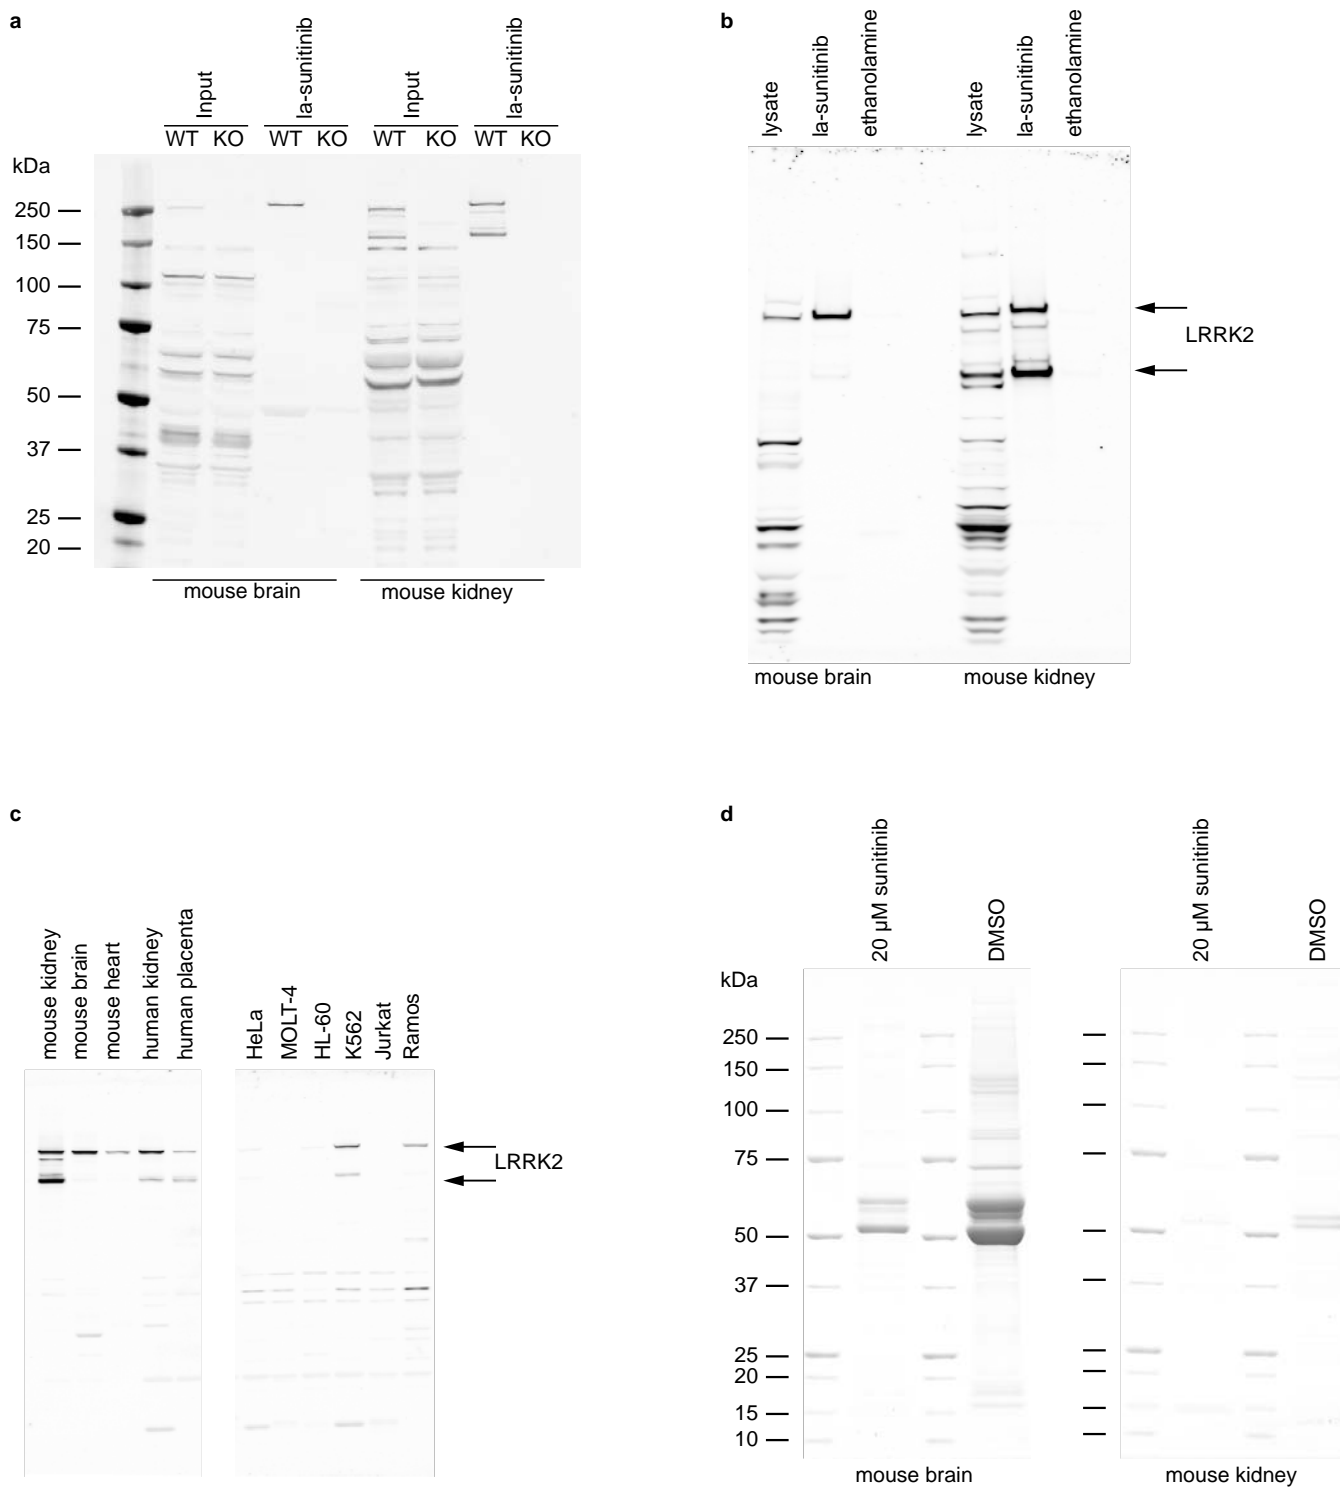 a
Input
la-sunitinib
Input
la-sunitinib
WT KO WT KO WT KO WT KO
kDa
250
150
100
75
50
37
25
20
mouse brain
mouse kidney
b
lysate
la-sunitinib
ethanolamine
lysate
la-sunitinib
ethanolamine
LRRK2
mouse brain
mouse kidney
c
mouse kidney
mouse brain
mouse heart
human kidney
human placenta
HeLa
MOLT-4
HL-60
K562
Jurkat
Ramos
LRRK2
d
20 µM sunitinib
DMSO
20 µM sunitinib
DMSO
kDa
250
150
100
75
50
37
25
20
15
10
mouse brain
mouse kidney